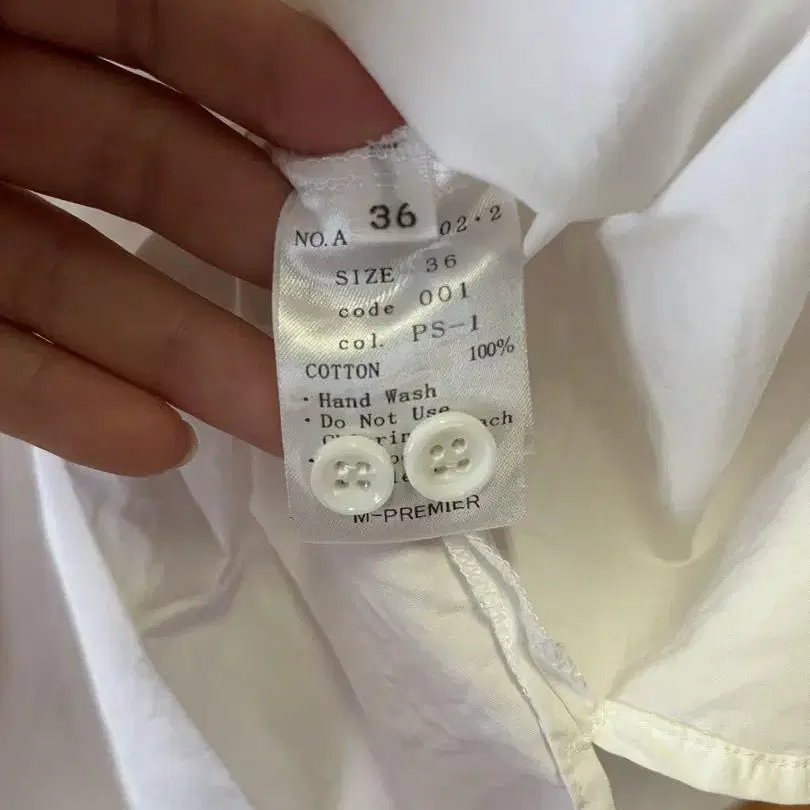 36
NO. A 02・2
SIZE 36
code 001
col. PS-1
COTTON 100%
・Hand Wash
・Do Not Use
M-PREMIER